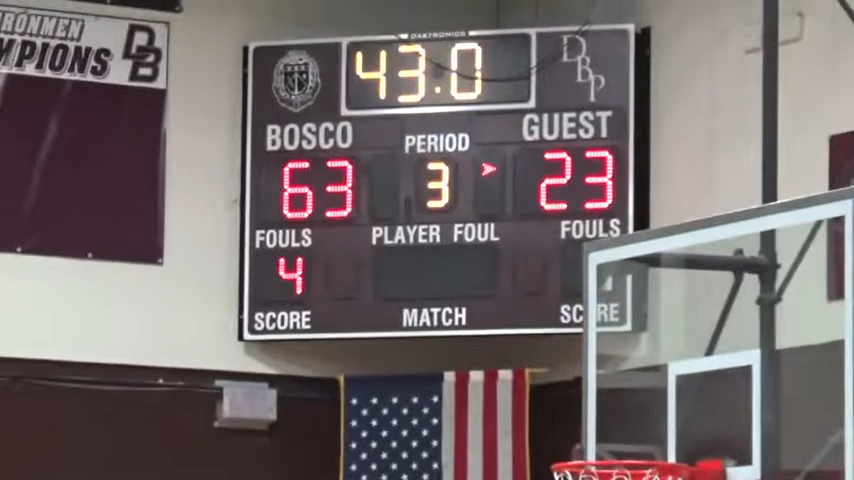 IRONMEN
MPIONS
DB
DAKTRONICS
43.0
DBP
BOSCO
PERIOD
GUEST
63
3
>
23
FOULS
PLAYER FOUL
FOULS
4
SCORE
MATCH
SCORE